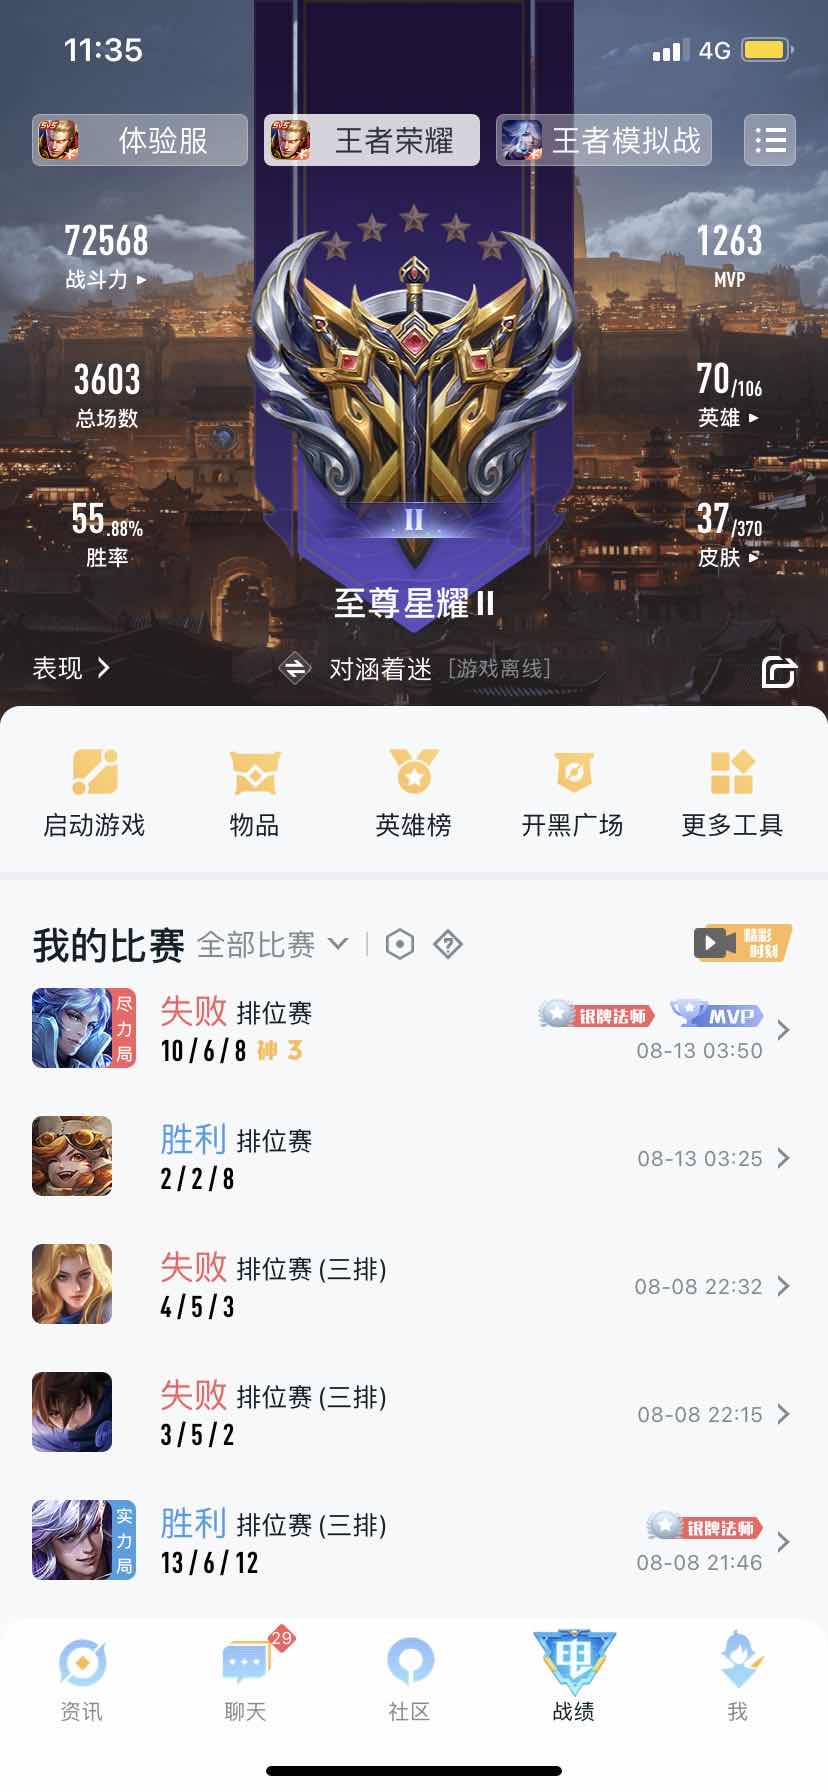 11:35
4G
体验服
王者荣耀
王者模拟战
72568
战斗力
1263
MVP
3603
总场数
70/106
英雄
55.88%
胜率
37/370
皮肤
II
至尊星耀 II
表现
对涵着迷 [游戏离线]
启动游戏
物品
英雄榜
开黑广场
更多工具
我的比赛 全部比赛
精彩
时刻
尽力局
失败 排位赛
10/6/8 神 3
银牌法师
MVP
08-13 03:50
胜利 排位赛
2/2/8
08-13 03:25
失败 排位赛 (三排)
4/5/3
08-08 22:32
失败 排位赛 (三排)
3/5/2
08-08 22:15
实力局
胜利 排位赛 (三排)
13/6/12
银牌法师
08-08 21:46
资讯
29
聊天
社区
战绩
我